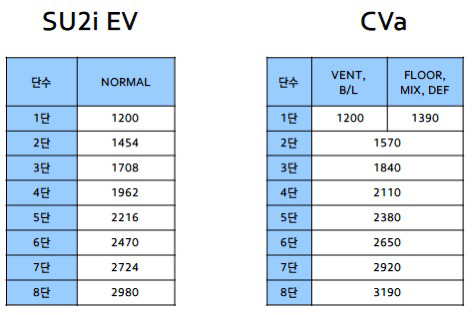 SU2i EV
단수 NORMAL
1단 1200
2단 1454
3단 1708
4단 1962
5단 2216
6단 2470
7단 2724
8단 2980
CVa
단수 VENT, B/L FLOOR, MIX, DEF
1단 1200 1390
2단 1570
3단 1840
4단 2110
5단 2380
6단 2650
7단 2920
8단 3190